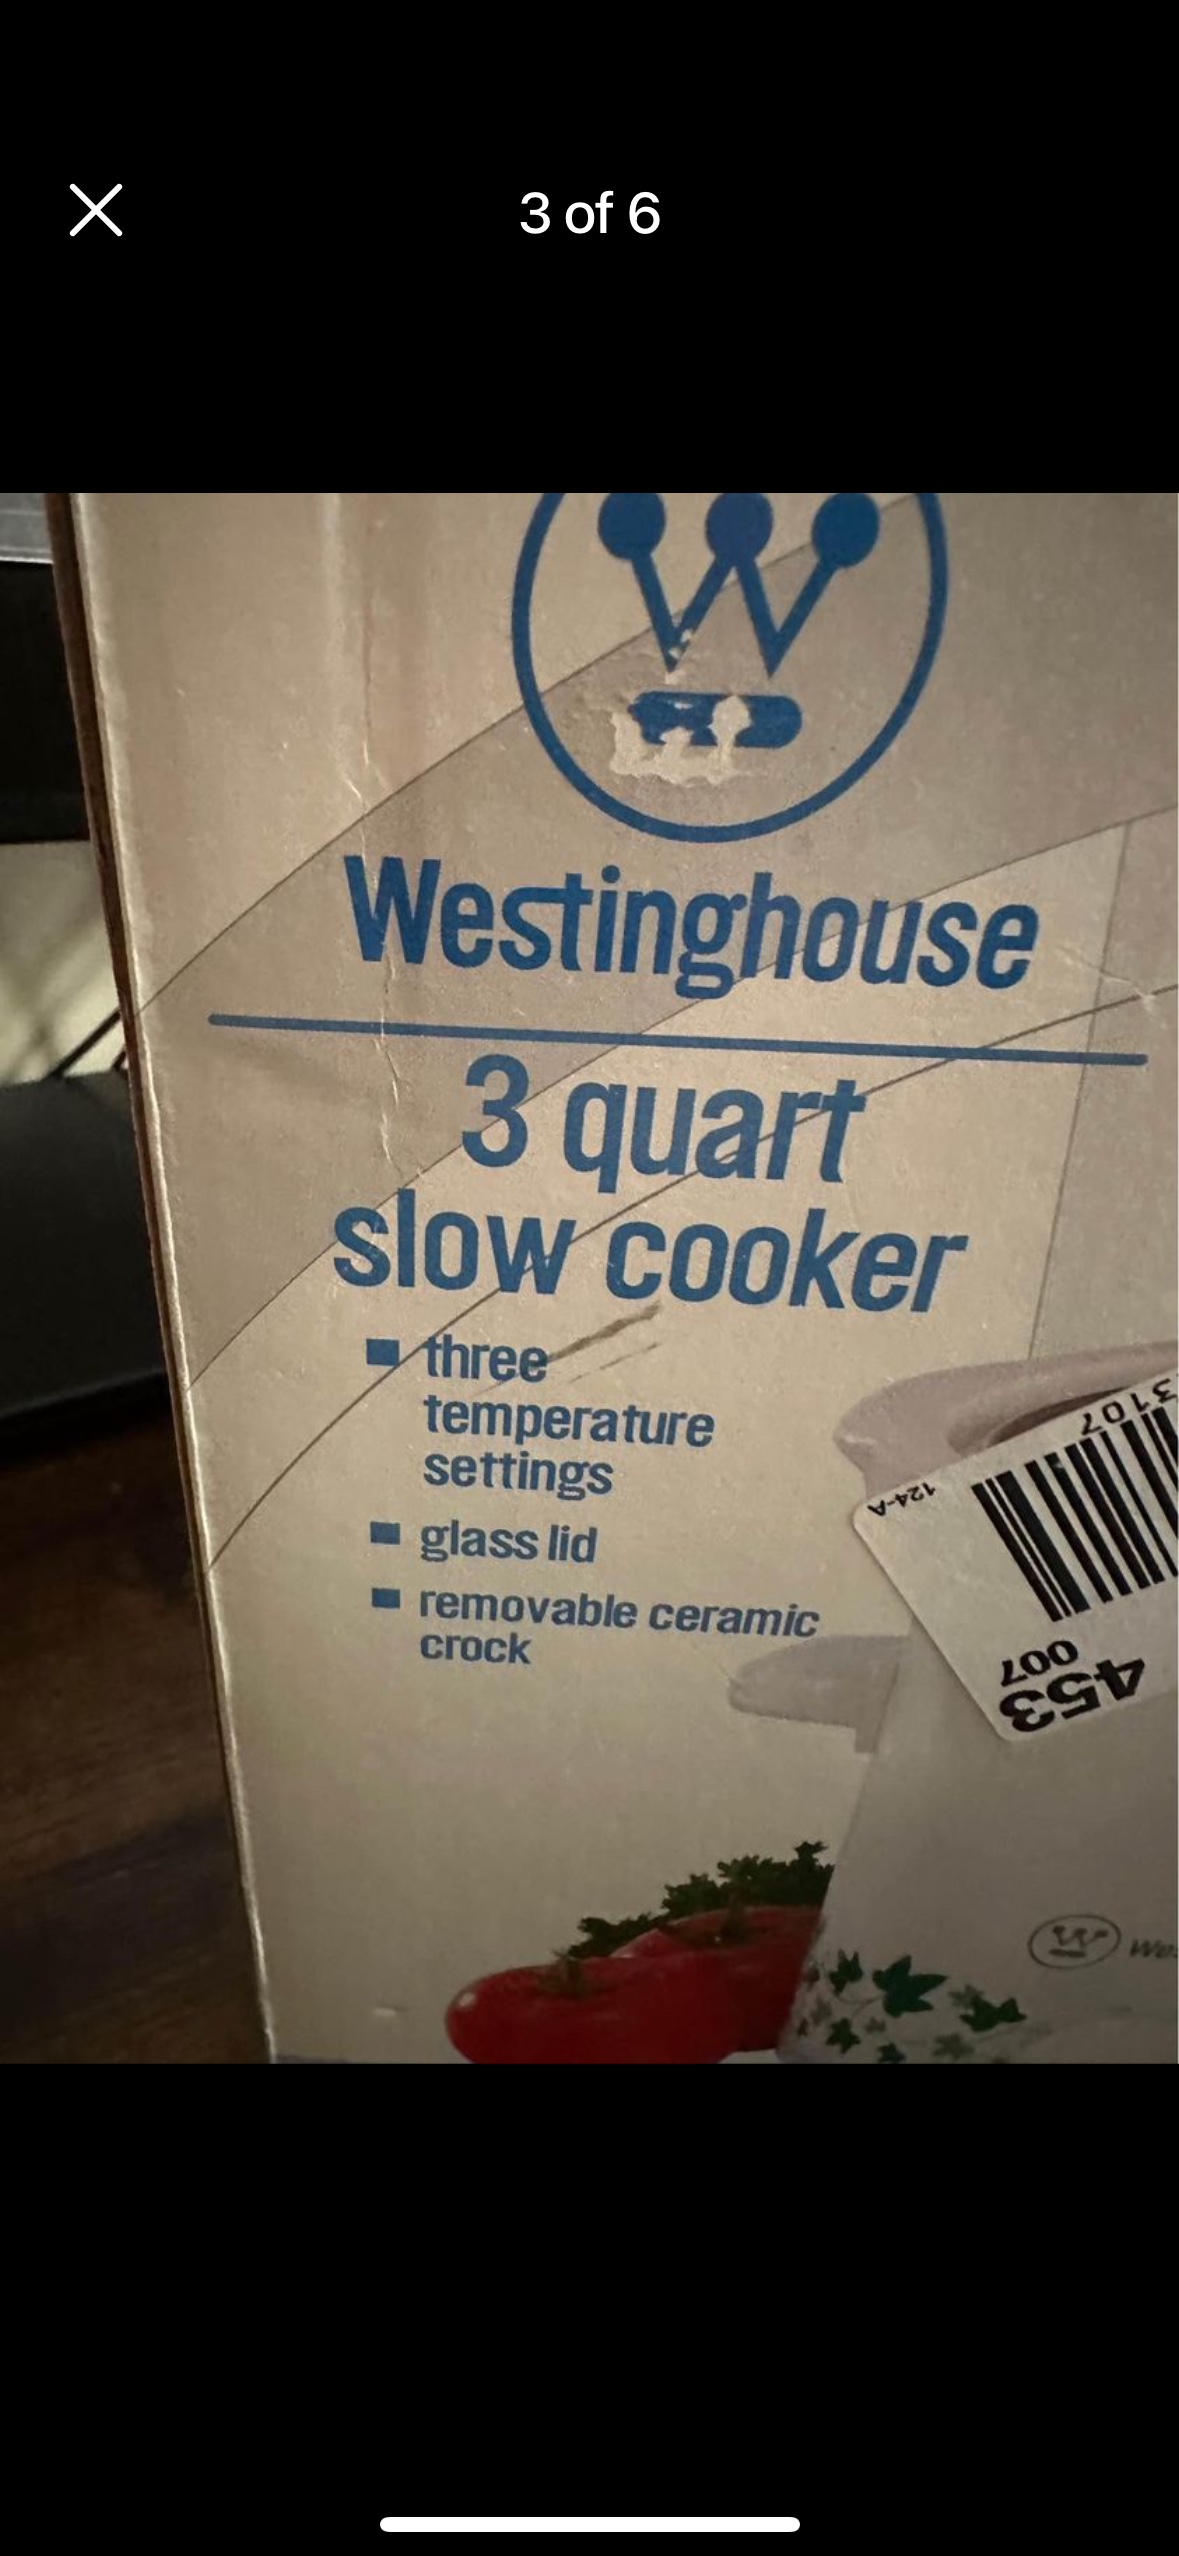 3 of 6
W
Westinghouse
3 quart
slow cooker
three
temperature
settings
glass lid
removable ceramic
crock
3107
124-A
007
453
W